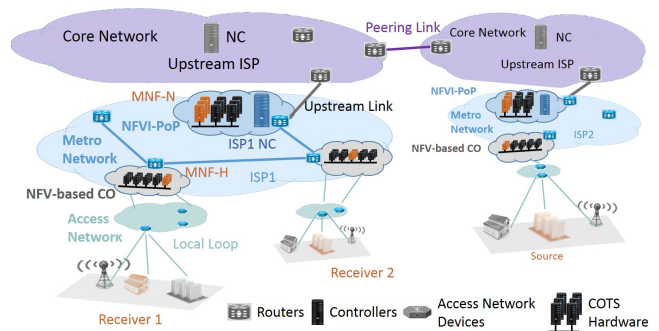 Peering Link
Core Network
NC
Upstream ISP
Core Network
NC
Upstream ISP
MNF-N
NFVI-PoP
Upstream Link
ISP1 NC
Metro
Network
MNF-H
ISP1
NFV-based CO
Access
Network
Local Loop
Receiver 1
Receiver 2
NFVI-PoP
Metro
Network
ISP2
NFV-based CO
Source
Routers
Controllers
Access Network
Devices
COTS
Hardware